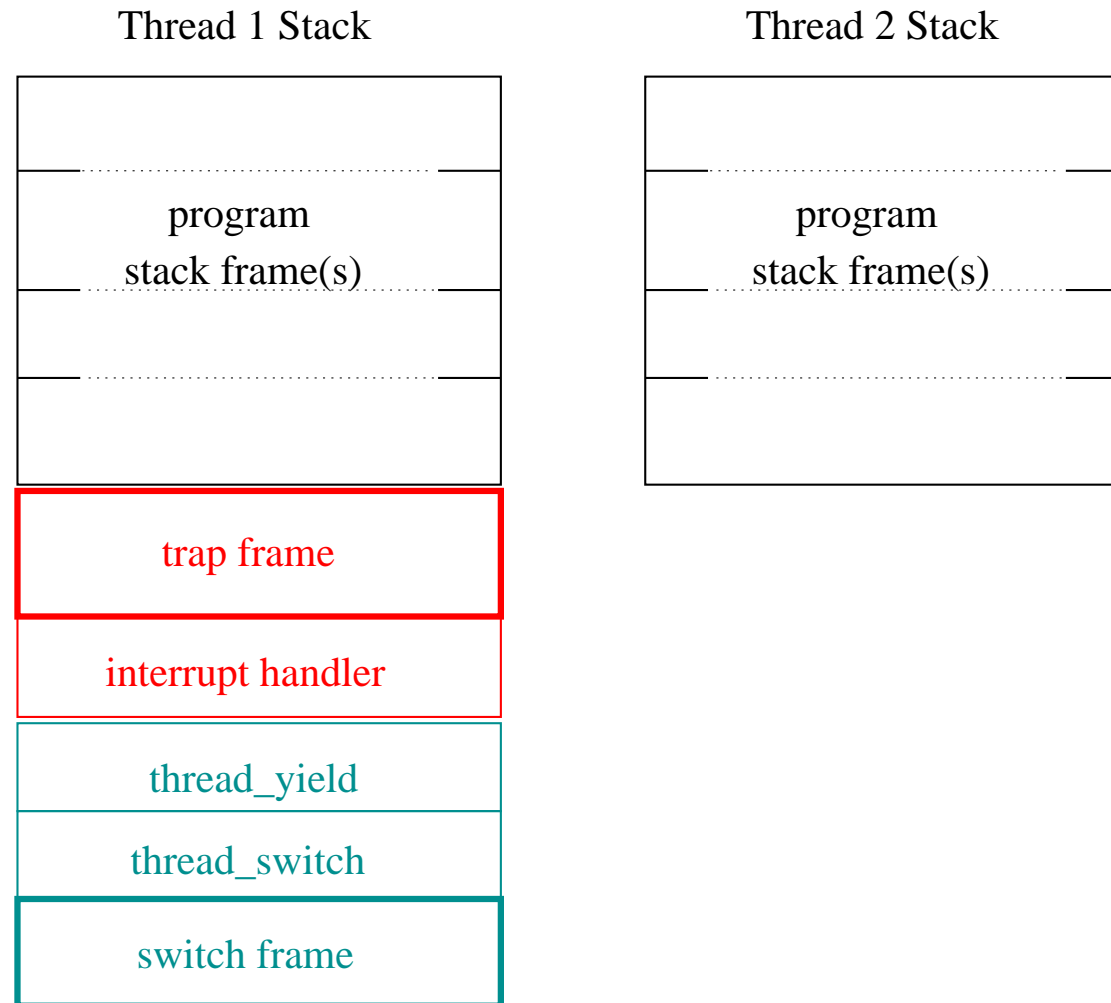 Thread 1 Stack
Thread 2 Stack
program
stack frame(s)
program
stack frame(s)
trap frame
interrupt handler
thread_yield
thread_switch
switch frame